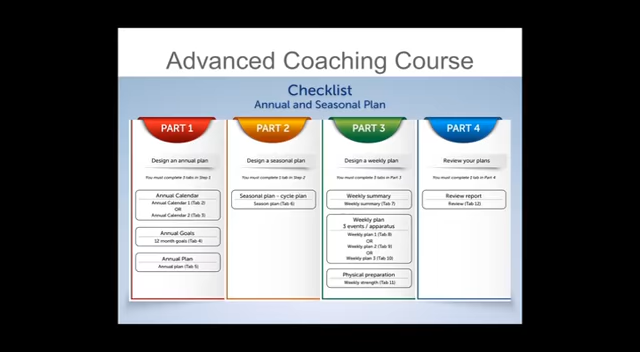 Advanced Coaching Course
Checklist
Annual and Seasonal Plan
PART 1
Design an annual plan
You must complete 3 tabs in Step 1
Annual Calendar
Annual Calendar 1 (Tab 2)
OR
Annual Calendar 2 (Tab 3)
Annual Goals
12 month goals (Tab 4)
Annual Plan
Annual plan (Tab 5)
PART 2
Design a seasonal plan
You must complete 1 tab in Step 2
Seasonal plan - cycle plan
Season plan (Tab 6)
PART 3
Design a weekly plan
You must complete 3 tabs in Part 3
Weekly summary
Weekly summary (Tab 7)
Weekly plan
3 events / apparatus
Weekly plan 1 (Tab 8)
OR
Weekly plan 2 (Tab 9)
OR
Weekly plan 3 (Tab 10)
Physical preparation
Weekly strength (Tab 11)
PART 4
Review your plans
You must complete 1 tab in Part 4
Review report
Review (Tab 12)